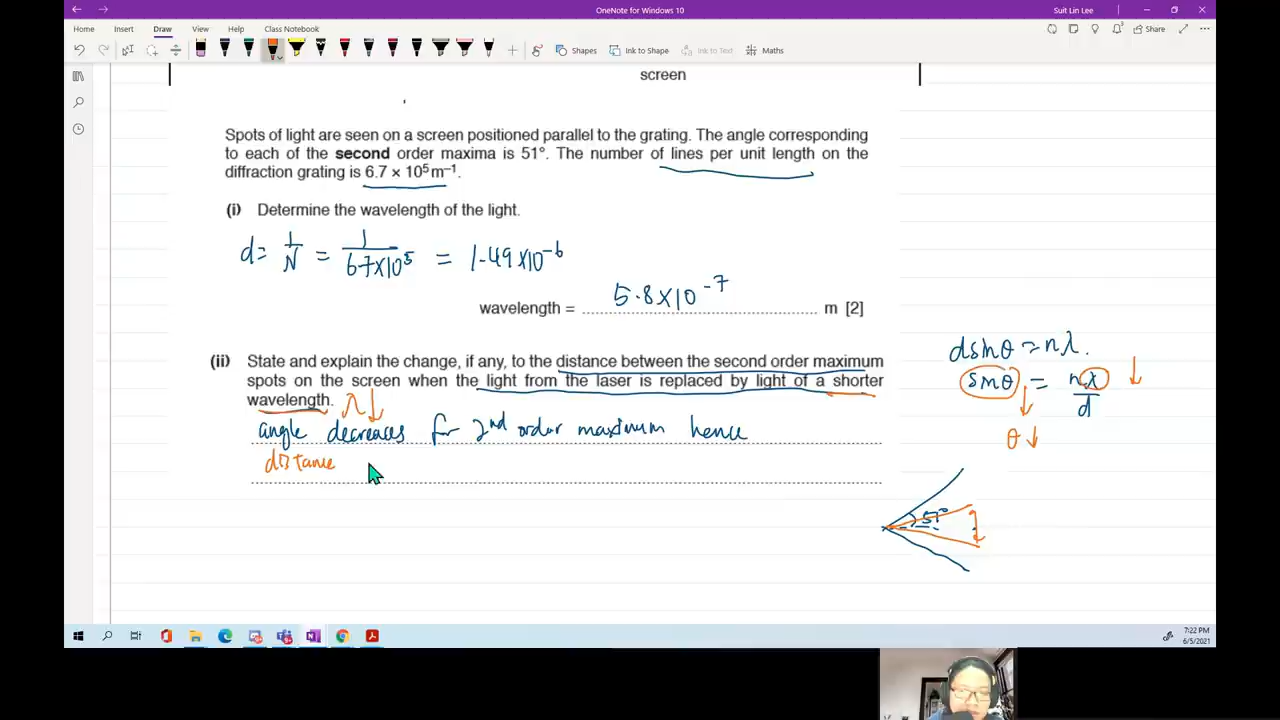 OneNote for Windows 10
Suit Lin Lee
Home Insert Draw View Help Class Notebook
Share
Shapes Ink to Shape Ink to Text Maths
screen
Spots of light are seen on a screen positioned parallel to the grating. The angle corresponding
to each of the second order maxima is 51°. The number of lines per unit length on the
diffraction grating is 6.7 × 10⁵ m⁻¹.
(i) Determine the wavelength of the light.
d = 1/N = 1/6.7×10⁵ = 1.49×10⁻⁶
wavelength = 5.8×10⁻⁷ m [2]
(ii) State and explain the change, if any, to the distance between the second order maximum
spots on the screen when the light from the laser is replaced by light of a shorter
wavelength.
λ ↓
angle decreases for 2nd order maximum hence
distance
dsinθ = nλ.
sinθ = nλ/d ↓
θ ↓
51°
7:22 PM
6/5/2021